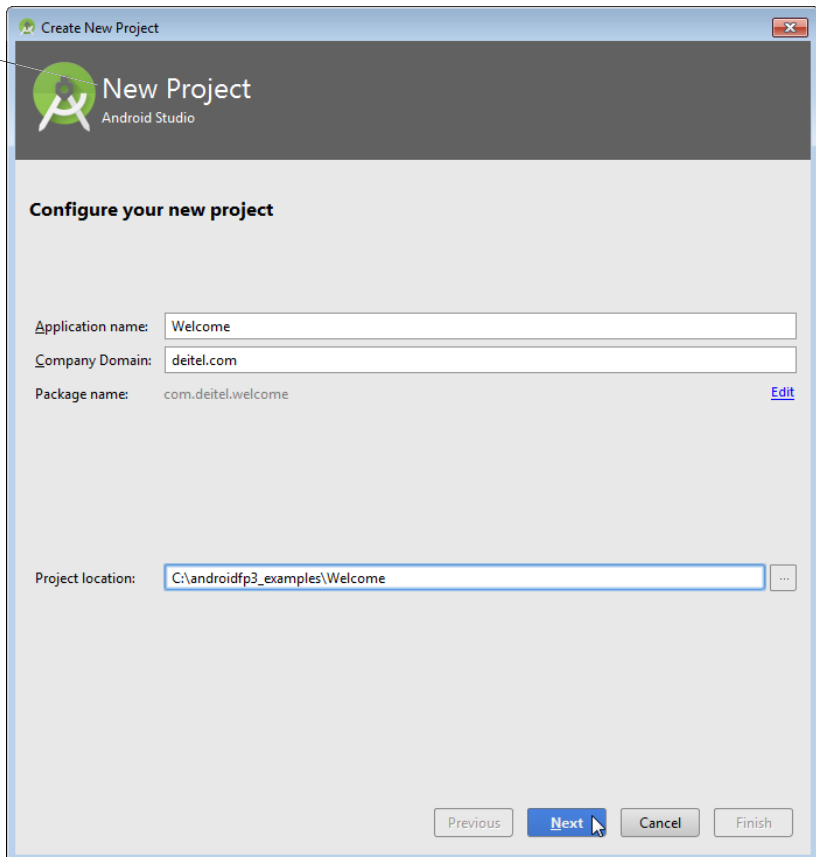 Create New Project
New Project
Android Studio
Configure your new project
Application name: Welcome
Company Domain: deitel.com
Package name: com.deitel.welcome Edit
Project location: C:\androidfp3_examples\Welcome ...
Previous Next Cancel Finish